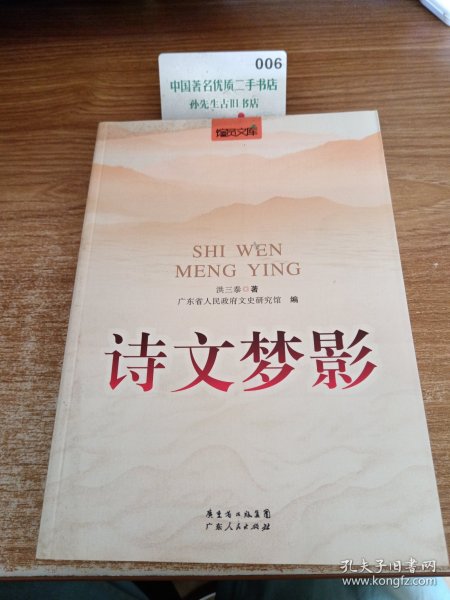 006
中国著名优质二手书店
孙先生古旧书店
馆员文库
SHI WEN
MENG YING
洪三泰◎著
广东省人民政府文史研究馆 编
诗文梦影
广东省出版集团
广东人民出版社
孔夫子旧书网
www.kongfz.com